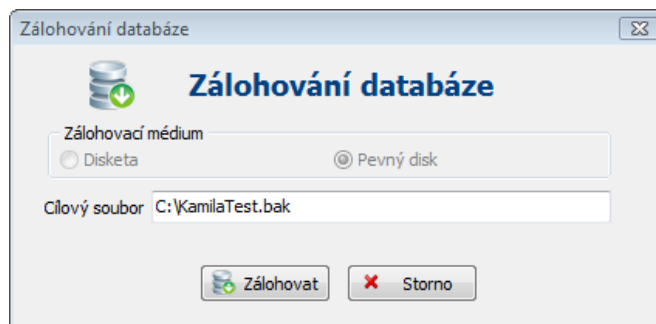 Zálohování databáze
Zálohování databáze
Zálohovací médium
Disketa Pevný disk
Cílový soubor C:\KamilaTest.bak
Zálohovat Storno